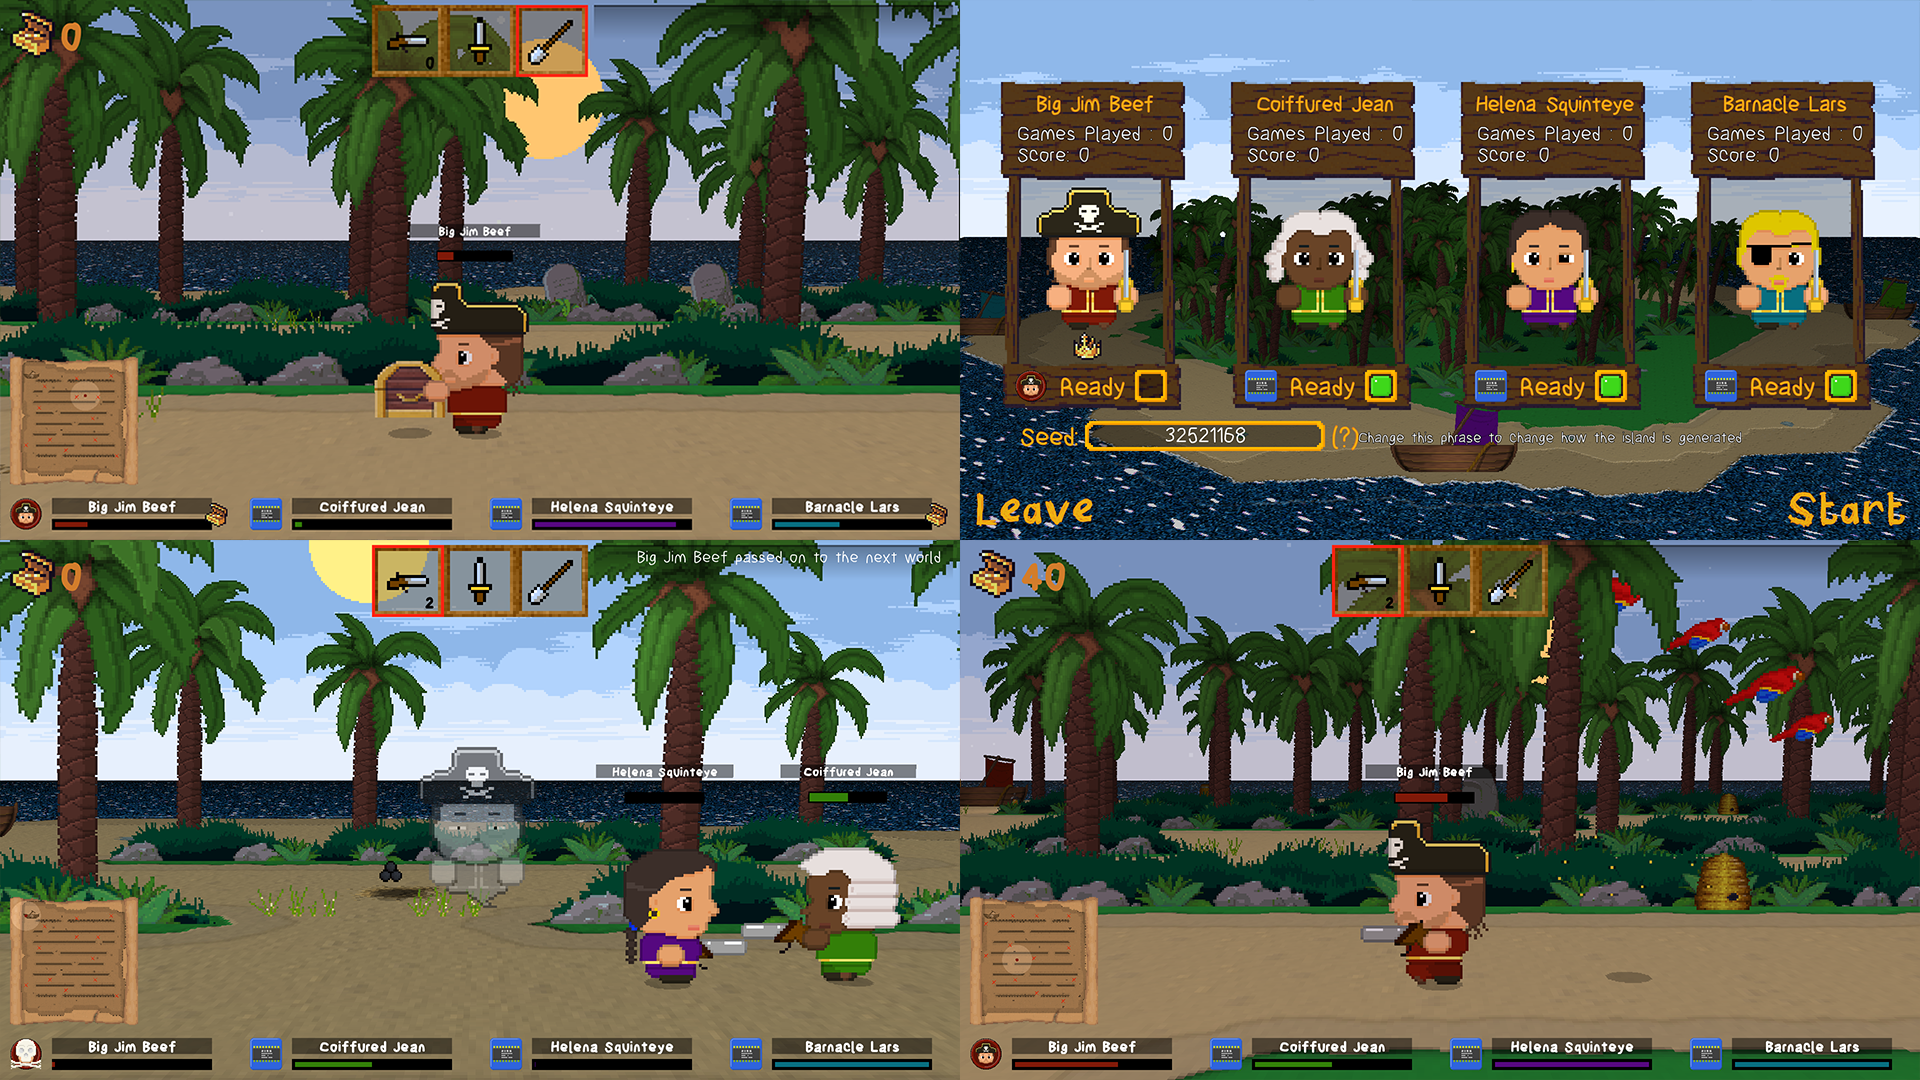 0
0
Big Jim Beef
Big Jim Beef
Coiffured Jean
Helena Squinteye
Barnacle Lars
Big Jim Beef
Games Played : 0
Score: 0
Coiffured Jean
Games Played : 0
Score: 0
Helena Squinteye
Games Played : 0
Score: 0
Barnacle Lars
Games Played : 0
Score: 0
Ready
Ready
Ready
Ready
Seed: 32521168 (?) Change this phrase to change how the island is generated
Leave
Start
0
2
Big Jim Beef passed on to the next world
Helena Squinteye
Coiffured Jean
Big Jim Beef
Coiffured Jean
Helena Squinteye
Barnacle Lars
40
2
Big Jim Beef
Big Jim Beef
Coiffured Jean
Helena Squinteye
Barnacle Lars